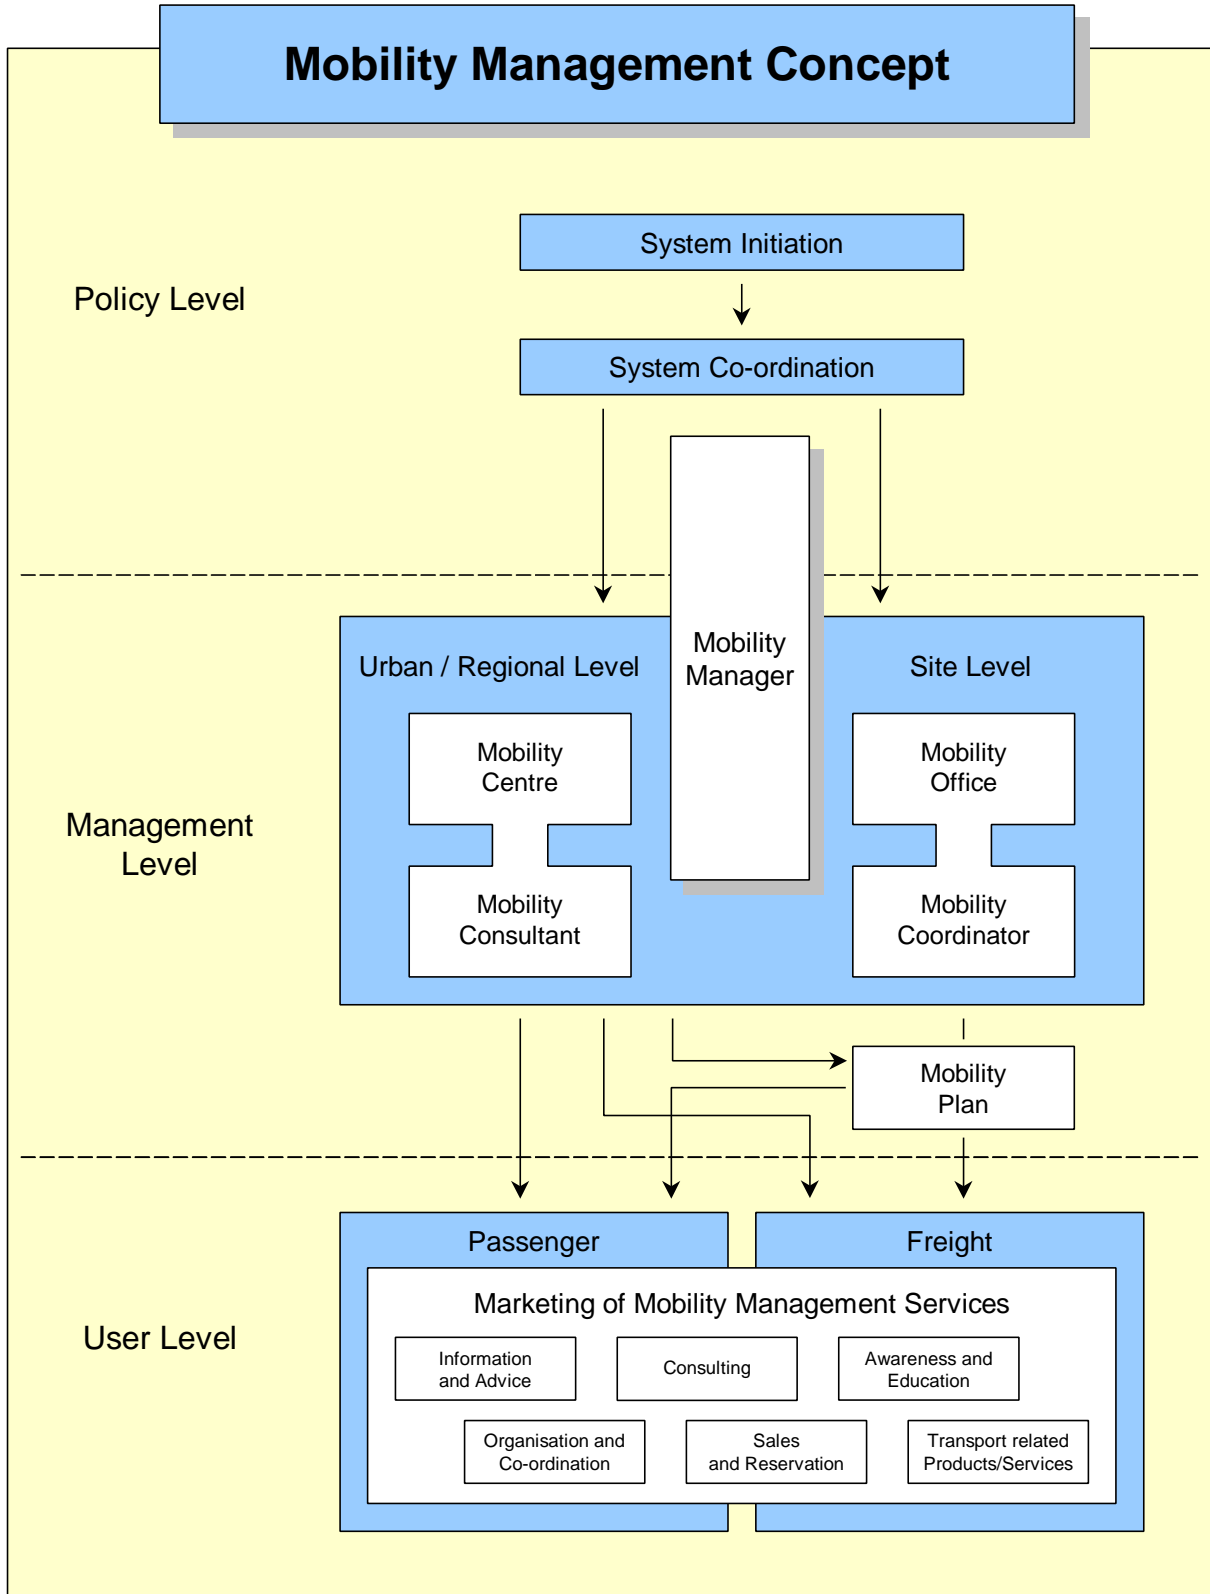 Mobility Management Concept
System Initiation
Policy Level
System Co-ordination
Mobility
Manager
Urban / Regional Level
Site Level
Mobility
Centre
Mobility
Office
Management
Level
Mobility
Consultant
Mobility
Coordinator
Mobility
Plan
Passenger
Freight
Marketing of Mobility Management Services
User Level
Information
and Advice
Consulting
Awareness and
Education
Organisation and
Co-ordination
Sales
and Reservation
Transport related
Products/Services